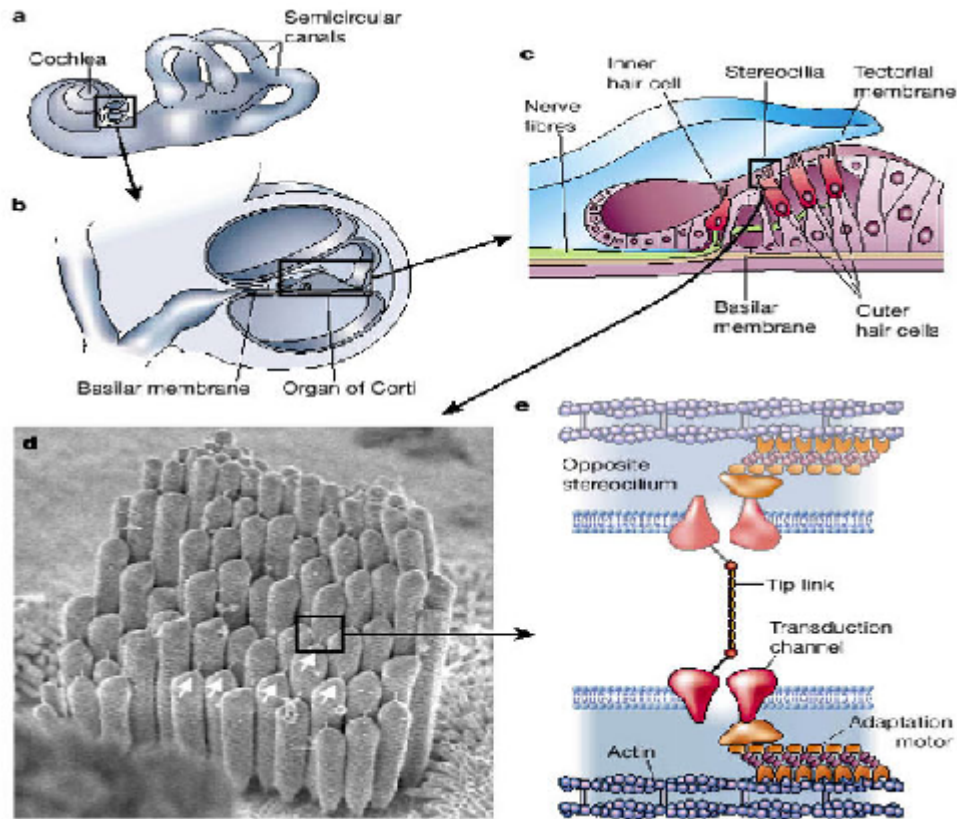 a
Semicircular
canals
Cochlea
b
Basilar membrane
Organ of Corti
c
Inner
hair cell
Stereocilia
Tectorial
membrane
Nerve
fibres
Basilar
membrane
Outer
hair cells
d
e
Opposite
stereocilium
Tip link
Transduction
channel
Adaptation
motor
Actin